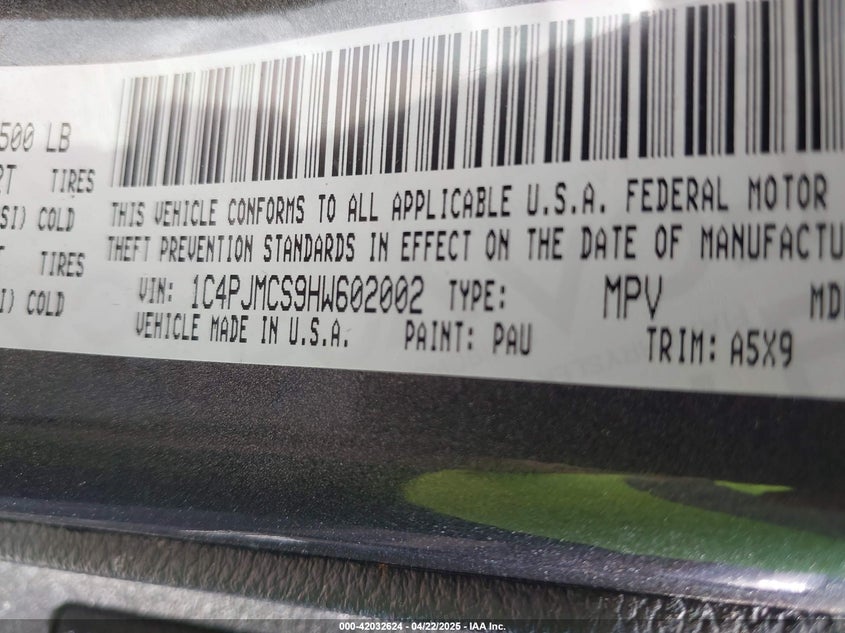 500 LB
RT TIRES
SI) COLD
T TIRES
I) COLD
THIS VEHICLE CONFORMS TO ALL APPLICABLE U.S.A. FEDERAL MOTOR
THEFT PREVENTION STANDARDS IN EFFECT ON THE DATE OF MANUFACTU
VIN: 1C4PJMCS9HW602002 TYPE: MPV MD
VEHICLE MADE IN U.S.A. PAINT: PAU TRIM: A5X9
000-42032624 | 04/22/2025 - IAA Inc.